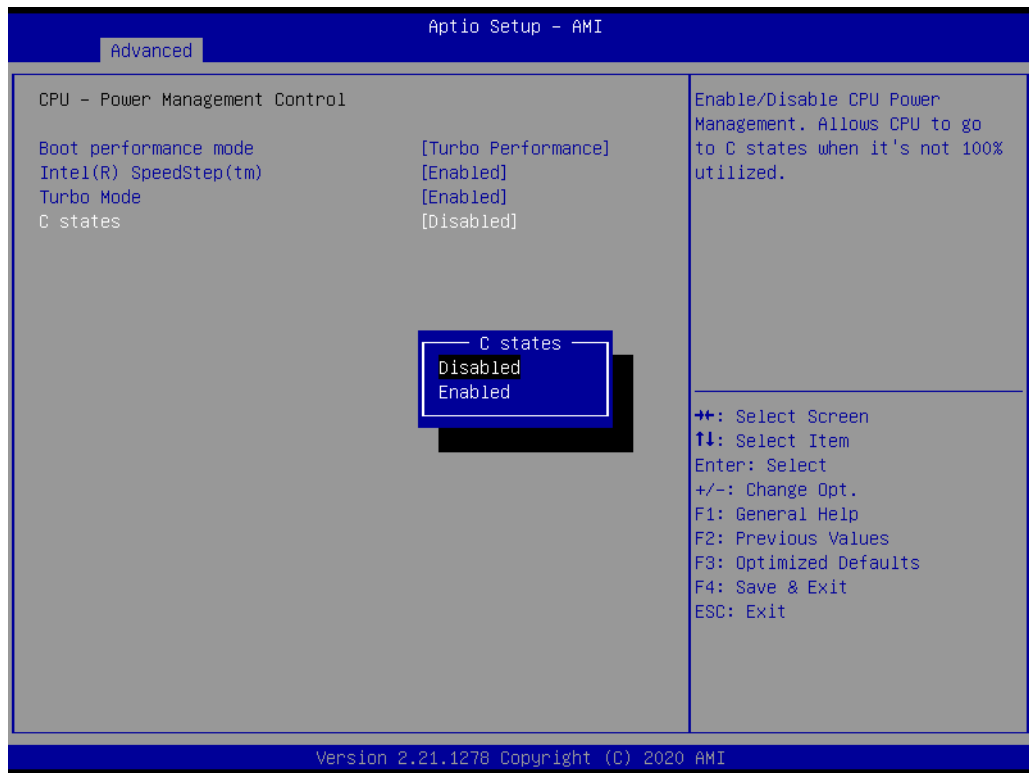 Aptio Setup – AMI
Advanced
CPU – Power Management Control
Boot performance mode [Turbo Performance]
Intel(R) SpeedStep(tm) [Enabled]
Turbo Mode [Enabled]
C states [Disabled]
C states
Disabled
Enabled
Enable/Disable CPU Power
Management. Allows CPU to go
to C states when it's not 100%
utilized.
→←: Select Screen
↑↓: Select Item
Enter: Select
+/–: Change Opt.
F1: General Help
F2: Previous Values
F3: Optimized Defaults
F4: Save & Exit
ESC: Exit
Version 2.21.1278 Copyright (C) 2020 AMI